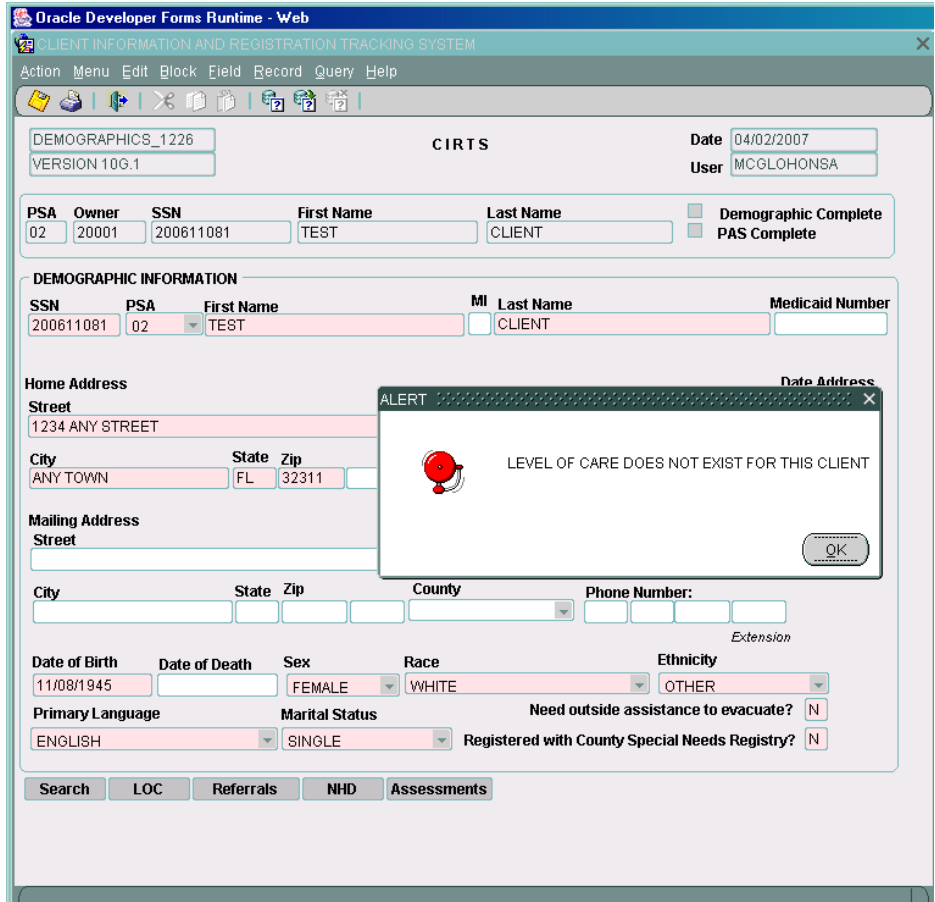 Oracle Developer Forms Runtime - Web
CLIENT INFORMATION AND REGISTRATION TRACKING SYSTEM
Action Menu Edit Block Field Record Query Help
DEMOGRAPHICS_1226 CIRTS Date 04/02/2007
VERSION 10G.1 User MCGLOHONSA
PSA Owner SSN First Name Last Name Demographic Complete
02 20001 200611081 TEST CLIENT PAS Complete
DEMOGRAPHIC INFORMATION
SSN PSA First Name MI Last Name Medicaid Number
200611081 02 TEST CLIENT
Home Address Date Address
Street
1234 ANY STREET
City State Zip
ANY TOWN FL 32311
ALERT
LEVEL OF CARE DOES NOT EXIST FOR THIS CLIENT
OK
Mailing Address
Street
City State Zip County Phone Number:
Extension
Date of Birth Date of Death Sex Race Ethnicity
11/08/1945 FEMALE WHITE OTHER
Primary Language Marital Status Need outside assistance to evacuate? N
ENGLISH SINGLE Registered with County Special Needs Registry? N
Search LOC Referrals NHD Assessments